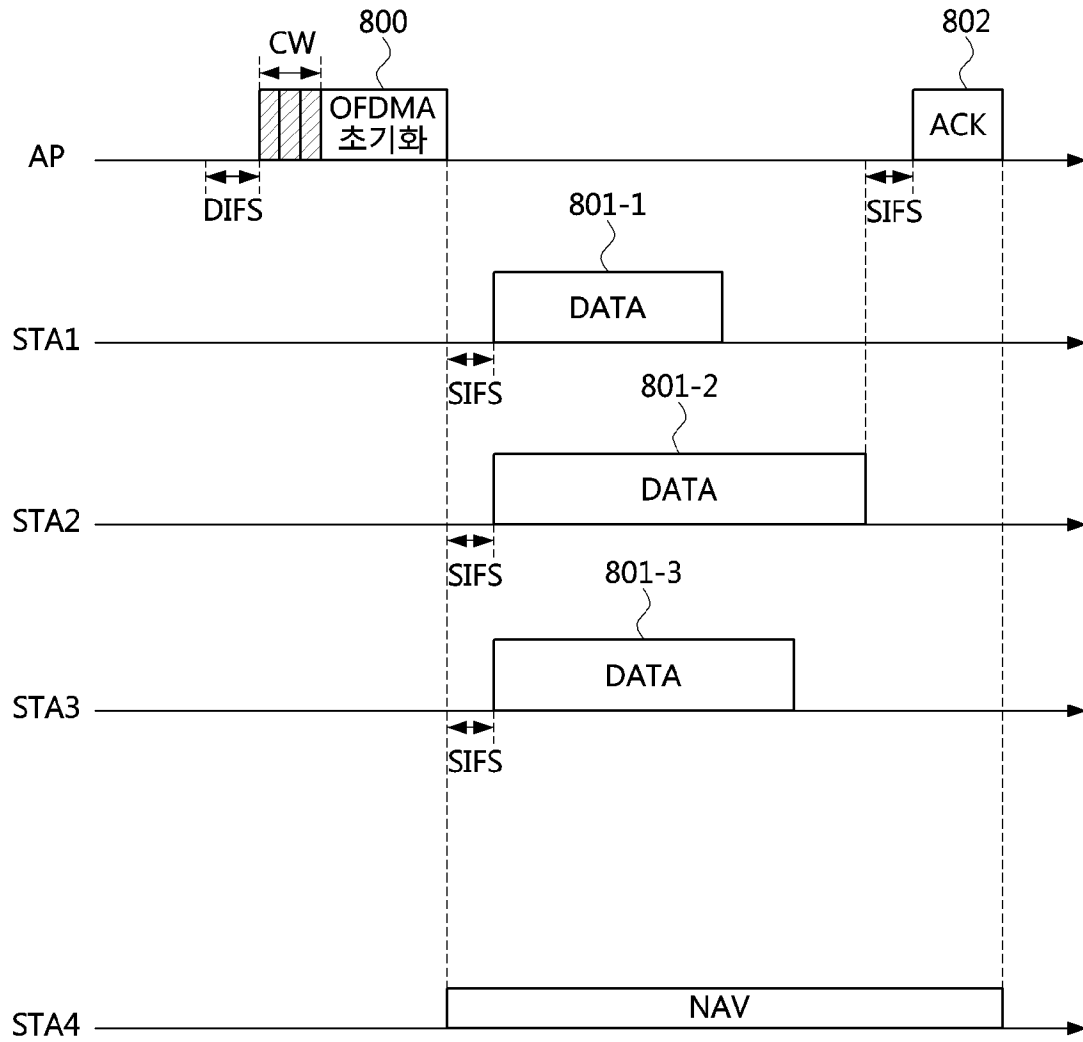 800
802
CW
OFDMA
초기화
ACK
AP
DIFS
SIFS
801-1
DATA
STA1
SIFS
801-2
DATA
STA2
SIFS
801-3
DATA
STA3
SIFS
NAV
STA4